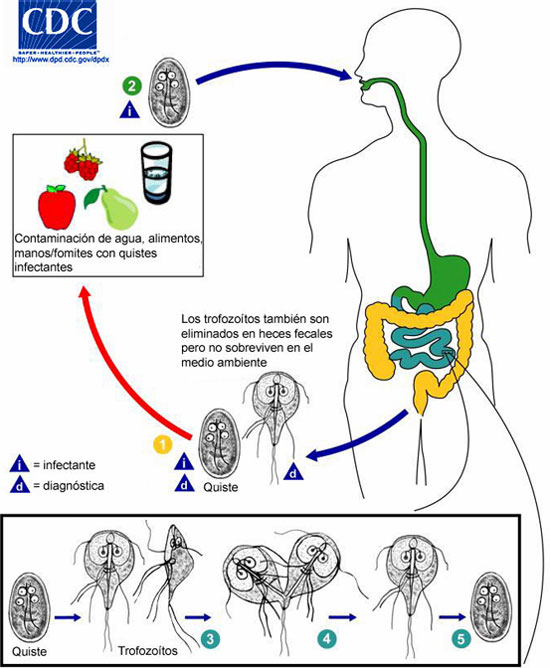 CDC
SAFER·HEALTHIER·PEOPLE™
http://www.dpd.cdc.gov/dpdx
2
i
Contaminación de agua, alimentos,
manos/fomites con quistes
infectantes
Los trofozoítos también son
eliminados en heces fecales
pero no sobreviven en el
medio ambiente
1
i
d
Quiste
d
i = infectante
d = diagnóstica
Quiste
Trofozoítos
3
4
5